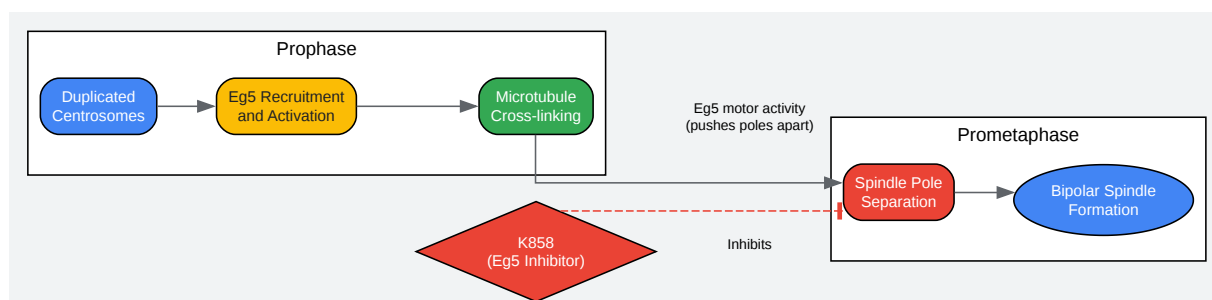 Prophase
Duplicated
Centrosomes
Eg5 Recruitment
and Activation
Microtubule
Cross-linking
Eg5 motor activity
(pushes poles apart)
Prometaphase
Spindle Pole
Separation
Bipolar Spindle
Formation
K858
(Eg5 Inhibitor)
Inhibits